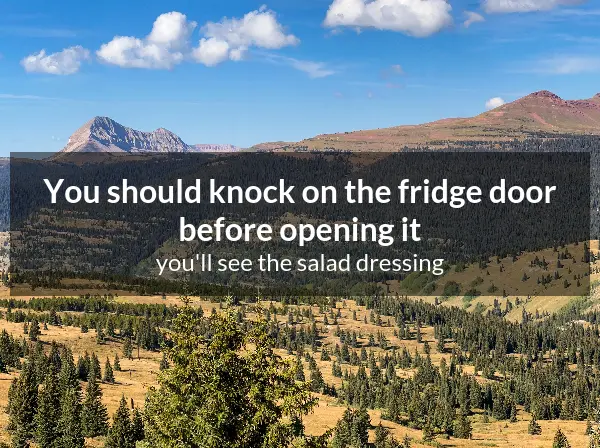 You should knock on the fridge door
before opening it
you'll see the salad dressing